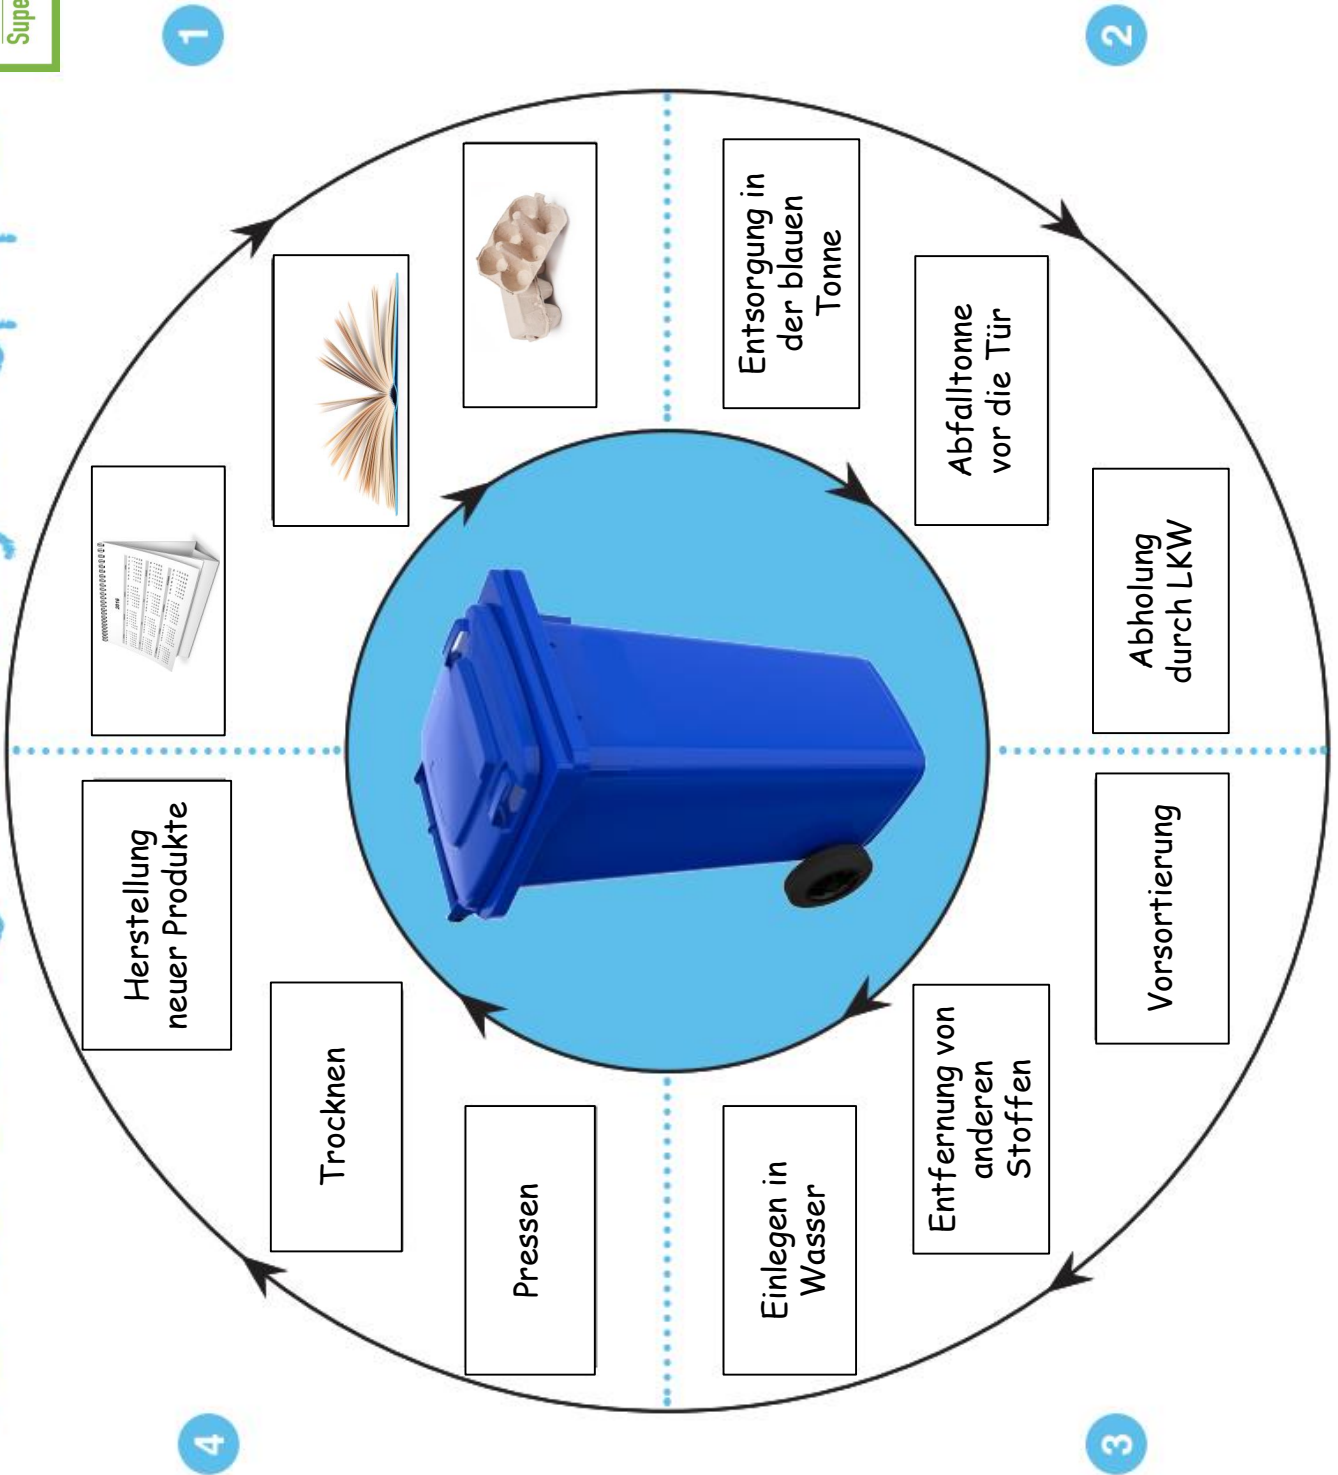 1
2
Entsorgung in
der blauen
Tonne
Abfalltonne
vor die Tür
Abholung
durch LKW
3
Vorsortierung
Entfernung von
anderen
Stoffen
Einlegen in
Wasser
4
Pressen
Trocknen
Herstellung
neuer Produkte